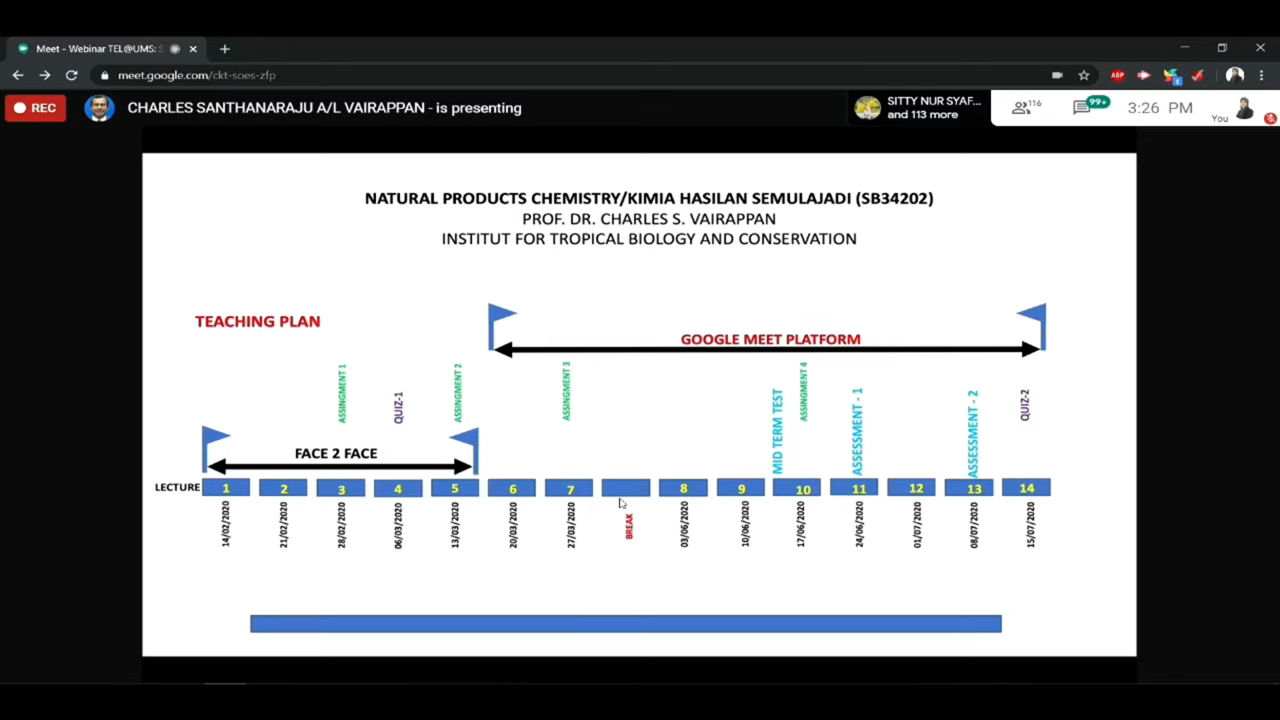 Meet - Webinar TEL@UMS: S
meet.google.com/ckt-soes-zfp
ABP
REC
CHARLES SANTHANARAJU A/L VAIRAPPAN - is presenting
SITTY NUR SYAF...
and 113 more
116
99+
3:26 PM
You
NATURAL PRODUCTS CHEMISTRY/KIMIA HASILAN SEMULAJADI (SB34202)
PROF. DR. CHARLES S. VAIRAPPAN
INSTITUT FOR TROPICAL BIOLOGY AND CONSERVATION
TEACHING PLAN
GOOGLE MEET PLATFORM
ASSINGMENT 1
QUIZ-1
ASSINGMENT 2
ASSINGMENT 3
MID TERM TEST
ASSINGMENT 4
ASSESSMENT - 1
ASSESSMENT - 2
QUIZ-2
FACE 2 FACE
LECTURE 1 2 3 4 5 6 7 8 9 10 11 12 13 14
14/02/2020
21/02/2020
28/02/2020
06/03/2020
13/03/2020
20/03/2020
27/03/2020
BREAK
03/06/2020
10/06/2020
17/06/2020
24/06/2020
01/07/2020
08/07/2020
15/07/2020